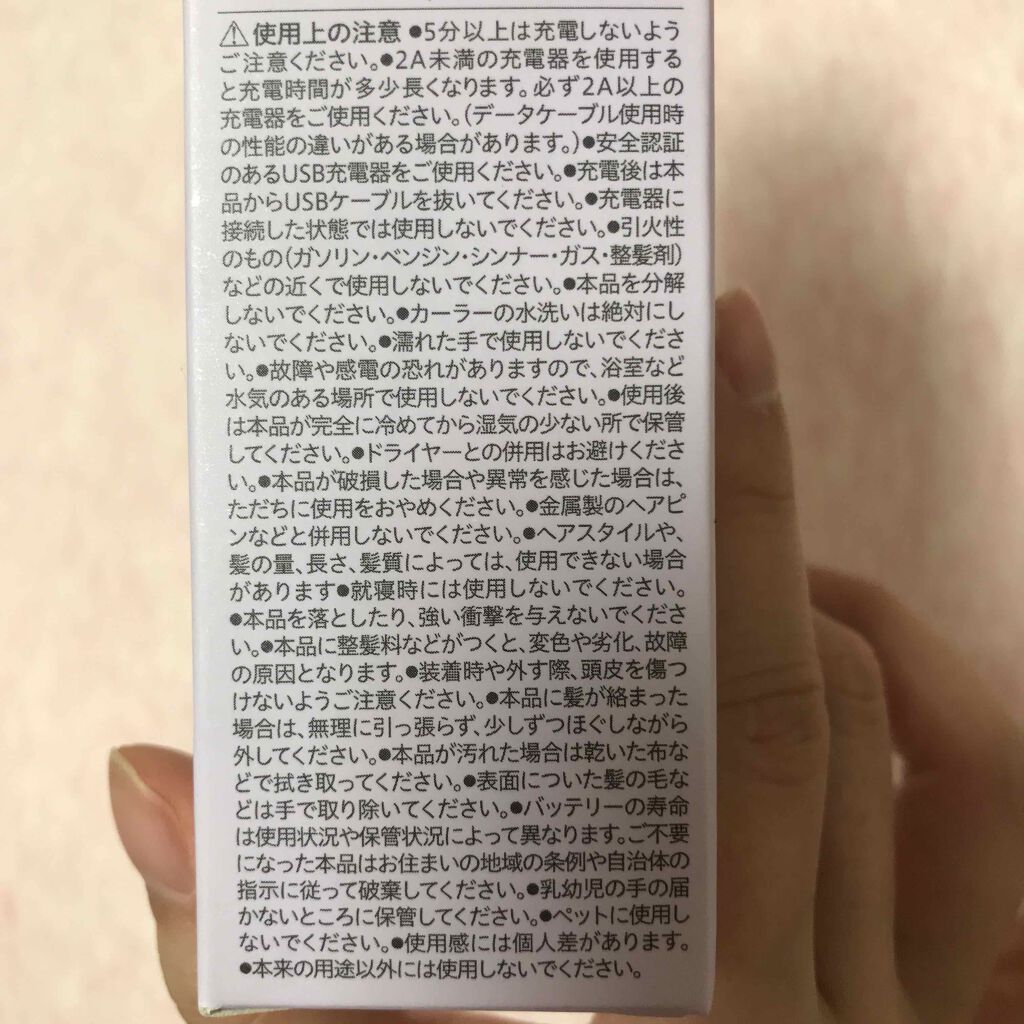 ⚠使用上の注意 ●5分以上は充電しないよう
ご注意ください。●2A未満の充電器を使用する
と充電時間が多少長くなります。必ず2A以上の
充電器をご使用ください。(データケーブル使用時
の性能の違いがある場合があります。)●安全認証
のあるUSB充電器をご使用ください。●充電後は本
品からUSBケーブルを抜いてください。●充電器に
接続した状態では使用しないでください。●引火性
のもの(ガソリン・ベンジン・シンナー・ガス・整髪剤)
などの近くで使用しないでください。●本品を分解
しないでください。●カーラーの水洗いは絶対にし
ないでください。●濡れた手で使用しないでくださ
い。●故障や感電の恐れがありますので、浴室など
水気のある場所で使用しないでください。●使用後
は本品が完全に冷めてから湿気の少ない所で保管
してください。●ドライヤーとの併用はお避けくださ
い。●本品が破損した場合や異常を感じた場合は、
ただちに使用をおやめください。●金属製のヘアピ
ンなどと併用しないでください。●ヘアスタイルや、
髪の量、長さ、髪質によっては、使用できない場合
があります●就寝時には使用しないでください。
●本品を落としたり、強い衝撃を与えないでくださ
い。●本品に整髪料などがつくと、変色や劣化、故障
の原因となります。●装着時や外す際、頭皮を傷つ
けないようご注意ください。●本品に髪が絡まった
場合は、無理に引っ張らず、少しずつほぐしながら
外してください。●本品が汚れた場合は乾いた布な
どで拭き取ってください。●表面についた髪の毛な
どは手で取り除いてください。●バッテリーの寿命
は使用状況や保管状況によって異なります。ご不要
になった本品はお住まいの地域の条例や自治体の
指示に従って破棄してください。●乳幼児の手の届
かないところに保管してください。●ペットに使用し
ないでください。●使用感には個人差があります。
●本来の用途以外には使用しないでください。